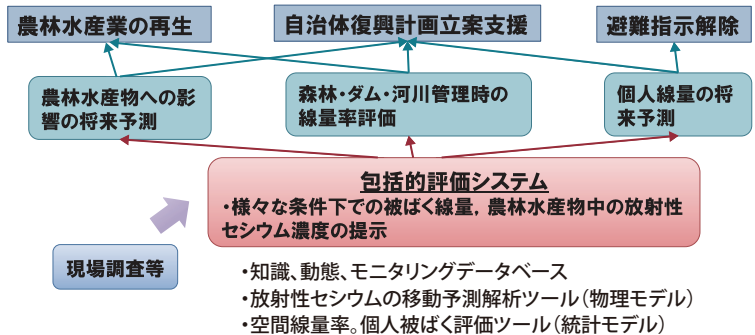 農林水産業の再生
自治体復興計画立案支援
避難指示解除
農林水産物への影
響の将来予測
森林・ダム・河川管理時の
線量率評価
個人線量の将
来予測
包括的評価システム
・様々な条件下での被ばく線量，農林水産物中の放射性
セシウム濃度の提示
現場調査等
・知識、動態、モニタリングデータベース
・放射性セシウムの移動予測解析ツール（物理モデル）
・空間線量率。個人被ばく評価ツール（統計モデル）